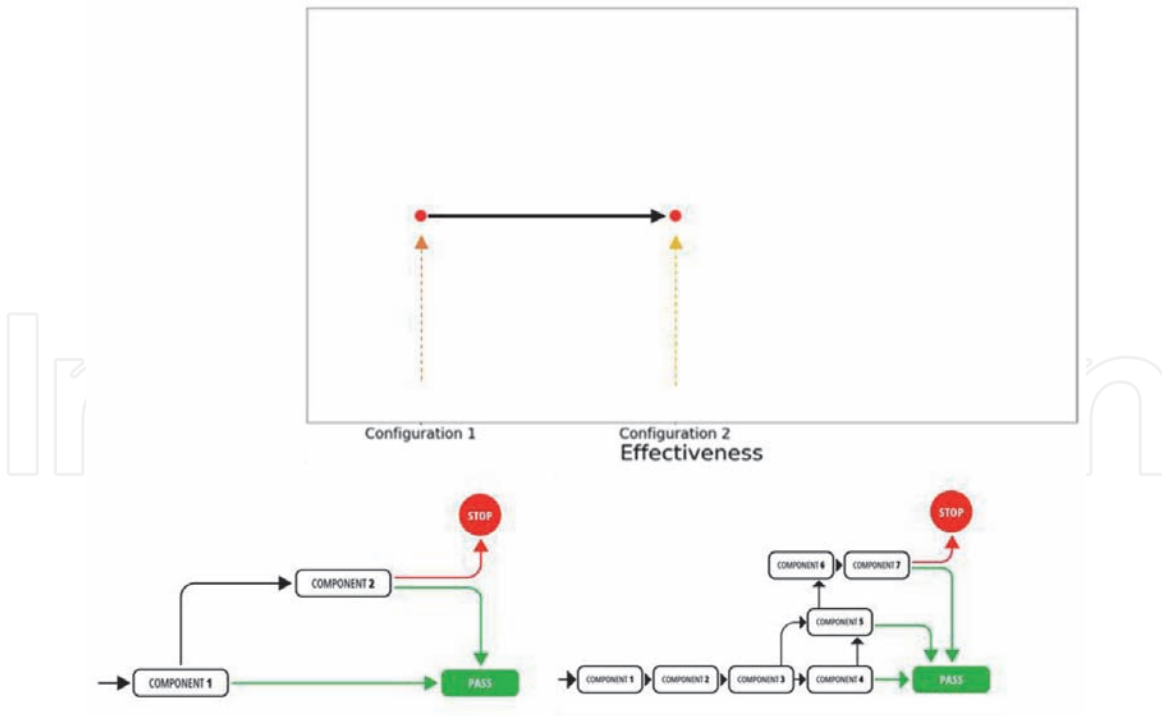 Configuration 1
Configuration 2
Effectiveness
STOP
COMPONENT 2
COMPONENT 1
PASS
STOP
COMPONENT 6
COMPONENT 7
COMPONENT 5
COMPONENT 1
COMPONENT 2
COMPONENT 3
COMPONENT 4
PASS